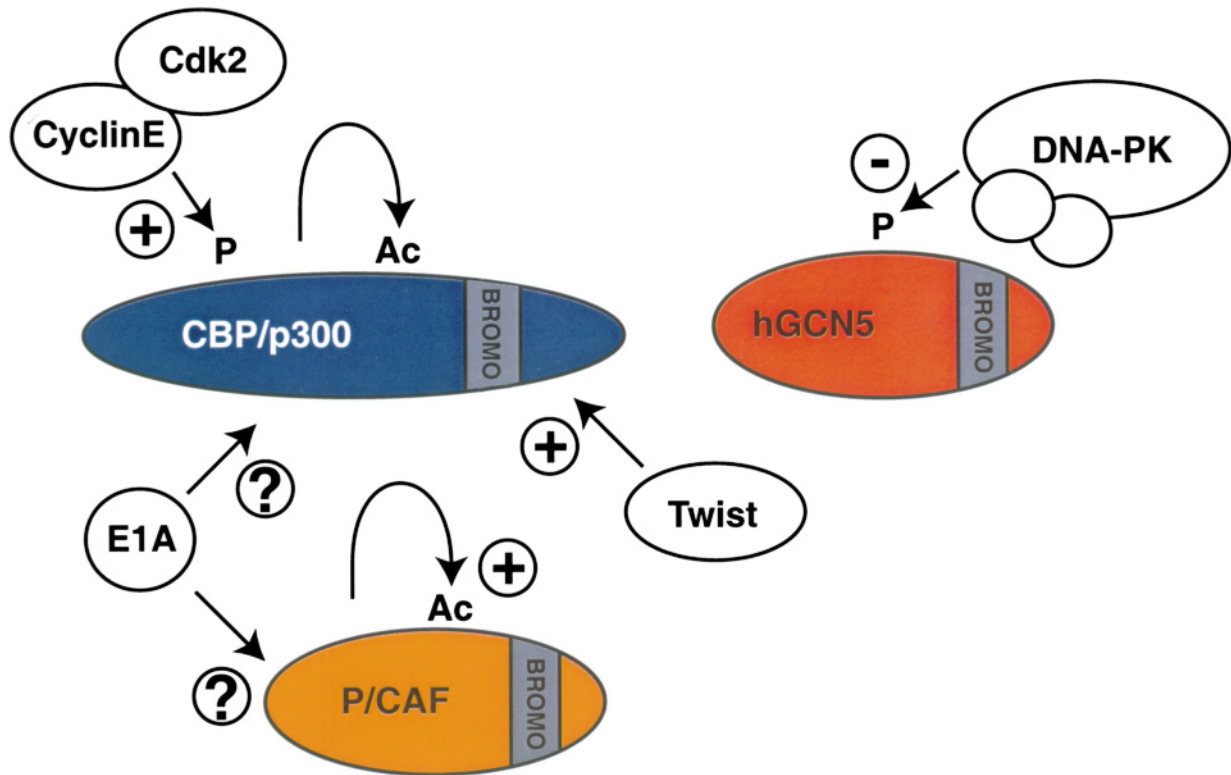 Cdk2
CyclinE
DNA-PK
-
+
P
Ac
P
BROMO
CBP/p300
hGCN5
BROMO
+
?
Twist
E1A
+
Ac
?
P/CAF
BROMO